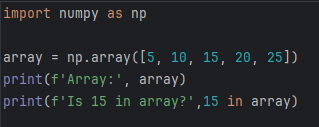 import numpy as np
array = np.array([5, 10, 15, 20, 25])
print(f'Array:', array)
print(f'Is 15 in array?',15 in array)